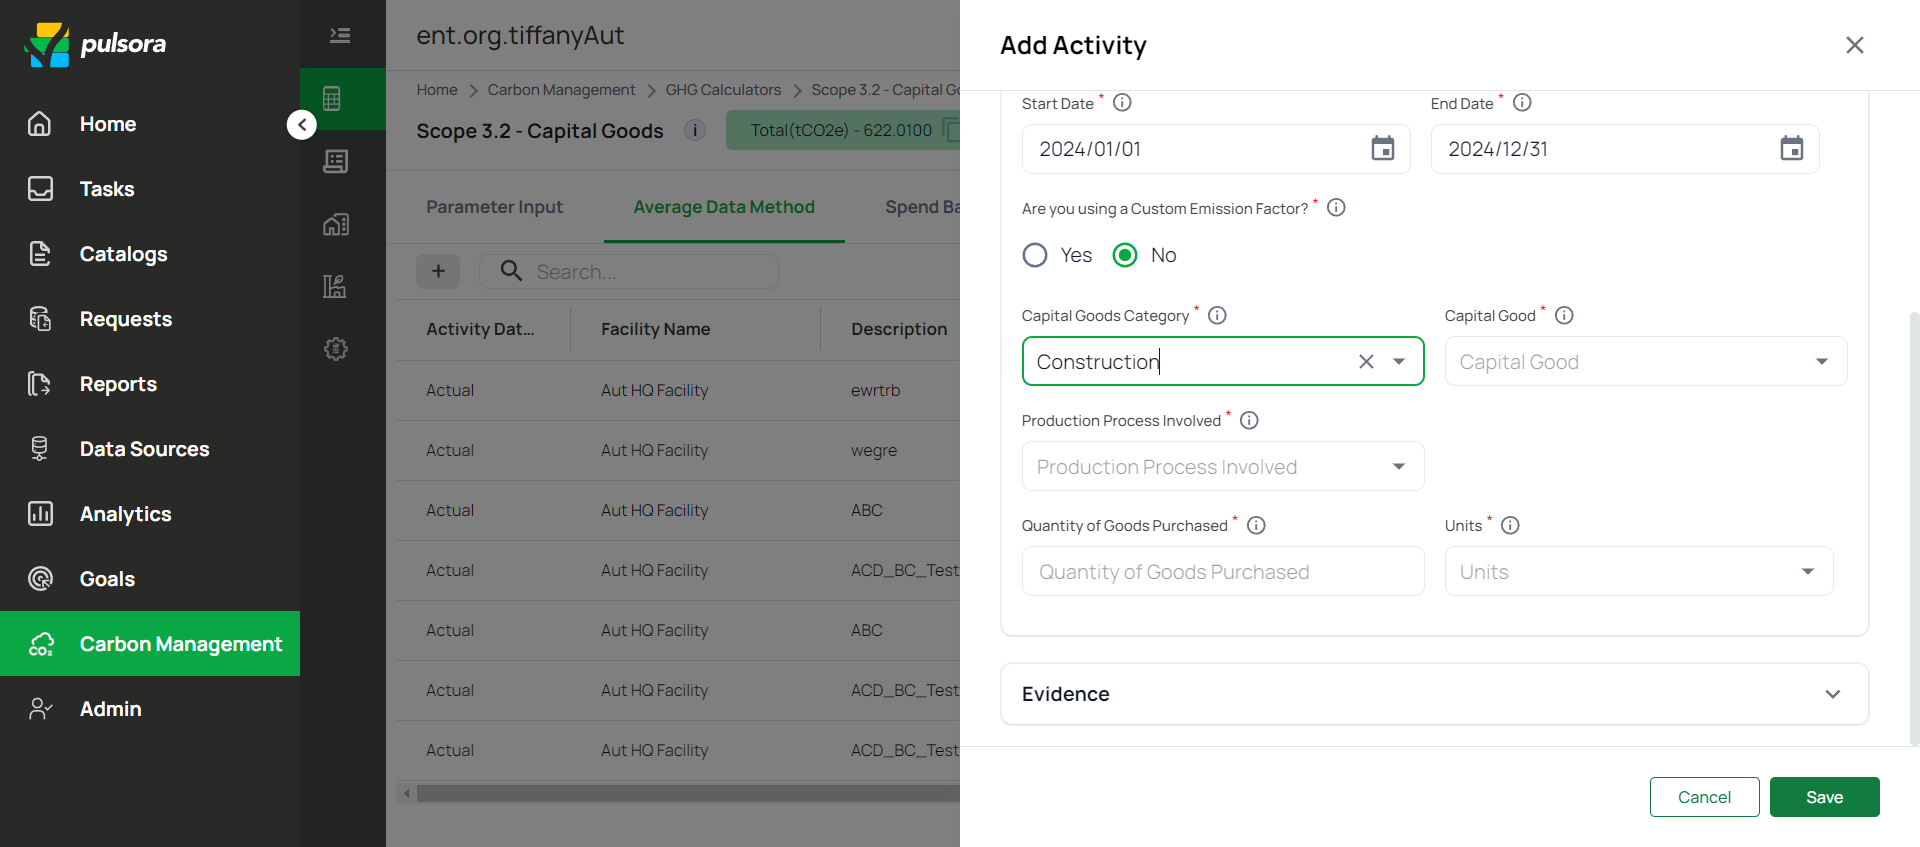 pulsora
Home
Tasks
Catalogs
Requests
Reports
Data Sources
Analytics
Goals
CO₂
Carbon Management
Admin
ent.org.tiffanyAut
Home > Carbon Management > GHG Calculators > Scope 3.2 - Capital Go
Scope 3.2 - Capital Goods i Total(tCO2e) - 622.0100
Parameter Input Average Data Method Spend Ba
+ Search...
Activity Dat... Facility Name Description
Actual Aut HQ Facility ewrtrb
Actual Aut HQ Facility wegre
Actual Aut HQ Facility ABC
Actual Aut HQ Facility ACD_BC_Test
Actual Aut HQ Facility ABC
Actual Aut HQ Facility ACD_BC_Test
Actual Aut HQ Facility ACD_BC_Test
Add Activity
Start Date * End Date *
2024/01/01 2024/12/31
Are you using a Custom Emission Factor? *
Yes No
Capital Goods Category * Capital Good *
Construction Capital Good
Production Process Involved *
Production Process Involved
Quantity of Goods Purchased * Units *
Quantity of Goods Purchased Units
Evidence
Cancel Save